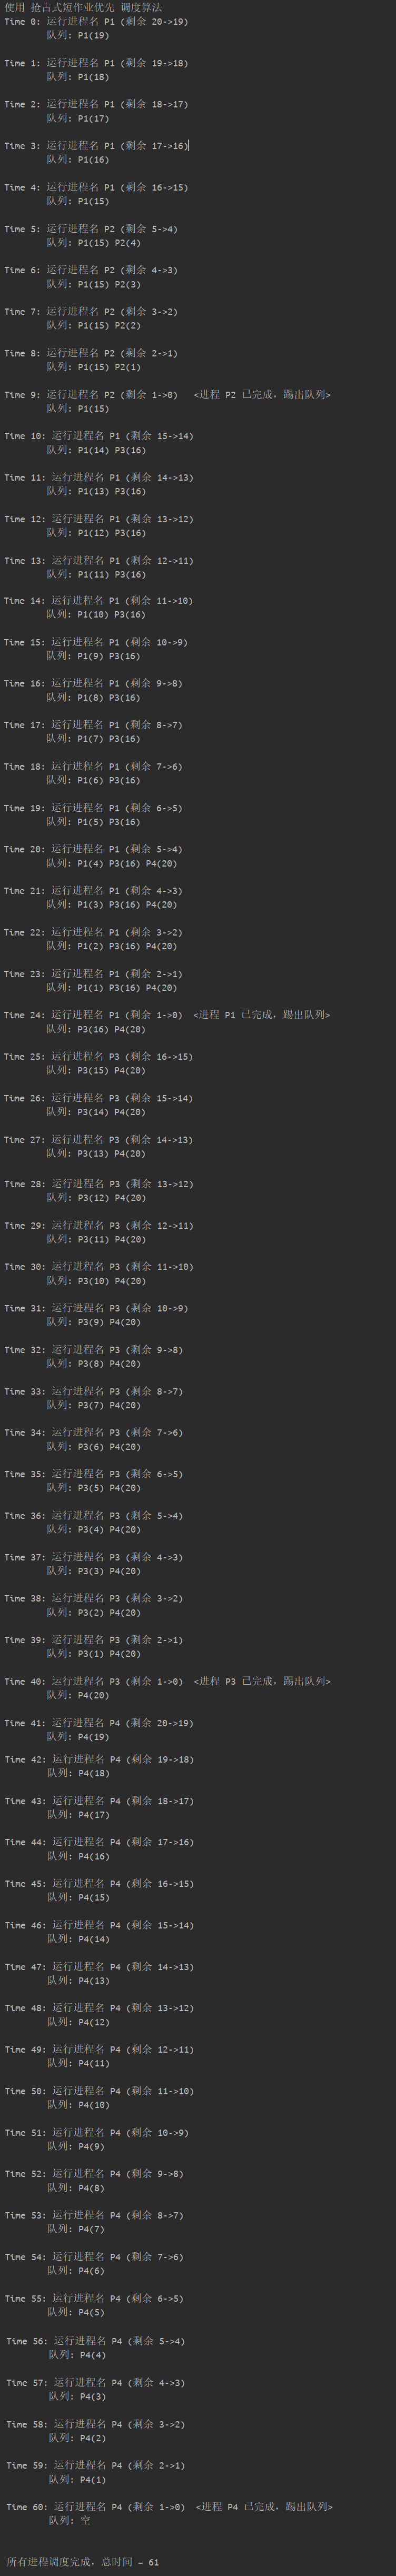 使用 抢占式短作业优先 调度算法
Time 0: 运行进程名 P1 (剩余 20->19)
队列: P1(19)
Time 1: 运行进程名 P1 (剩余 19->18)
队列: P1(18)
Time 2: 运行进程名 P1 (剩余 18->17)
队列: P1(17)
Time 3: 运行进程名 P1 (剩余 17->16)
队列: P1(16)
Time 4: 运行进程名 P1 (剩余 16->15)
队列: P1(15)
Time 5: 运行进程名 P2 (剩余 5->4)
队列: P1(15) P2(4)
Time 6: 运行进程名 P2 (剩余 4->3)
队列: P1(15) P2(3)
Time 7: 运行进程名 P2 (剩余 3->2)
队列: P1(15) P2(2)
Time 8: 运行进程名 P2 (剩余 2->1)
队列: P1(15) P2(1)
Time 9: 运行进程名 P2 (剩余 1->0) <进程 P2 已完成，踢出队列>
队列: P1(15)
Time 10: 运行进程名 P1 (剩余 15->14)
队列: P1(14) P3(16)
Time 11: 运行进程名 P1 (剩余 14->13)
队列: P1(13) P3(16)
Time 12: 运行进程名 P1 (剩余 13->12)
队列: P1(12) P3(16)
Time 13: 运行进程名 P1 (剩余 12->11)
队列: P1(11) P3(16)
Time 14: 运行进程名 P1 (剩余 11->10)
队列: P1(10) P3(16)
Time 15: 运行进程名 P1 (剩余 10->9)
队列: P1(9) P3(16)
Time 16: 运行进程名 P1 (剩余 9->8)
队列: P1(8) P3(16)
Time 17: 运行进程名 P1 (剩余 8->7)
队列: P1(7) P3(16)
Time 18: 运行进程名 P1 (剩余 7->6)
队列: P1(6) P3(16)
Time 19: 运行进程名 P1 (剩余 6->5)
队列: P1(5) P3(16)
Time 20: 运行进程名 P1 (剩余 5->4)
队列: P1(4) P3(16) P4(20)
Time 21: 运行进程名 P1 (剩余 4->3)
队列: P1(3) P3(16) P4(20)
Time 22: 运行进程名 P1 (剩余 3->2)
队列: P1(2) P3(16) P4(20)
Time 23: 运行进程名 P1 (剩余 2->1)
队列: P1(1) P3(16) P4(20)
Time 24: 运行进程名 P1 (剩余 1->0) <进程 P1 已完成，踢出队列>
队列: P3(16) P4(20)
Time 25: 运行进程名 P3 (剩余 16->15)
队列: P3(15) P4(20)
Time 26: 运行进程名 P3 (剩余 15->14)
队列: P3(14) P4(20)
Time 27: 运行进程名 P3 (剩余 14->13)
队列: P3(13) P4(20)
Time 28: 运行进程名 P3 (剩余 13->12)
队列: P3(12) P4(20)
Time 29: 运行进程名 P3 (剩余 12->11)
队列: P3(11) P4(20)
Time 30: 运行进程名 P3 (剩余 11->10)
队列: P3(10) P4(20)
Time 31: 运行进程名 P3 (剩余 10->9)
队列: P3(9) P4(20)
Time 32: 运行进程名 P3 (剩余 9->8)
队列: P3(8) P4(20)
Time 33: 运行进程名 P3 (剩余 8->7)
队列: P3(7) P4(20)
Time 34: 运行进程名 P3 (剩余 7->6)
队列: P3(6) P4(20)
Time 35: 运行进程名 P3 (剩余 6->5)
队列: P3(5) P4(20)
Time 36: 运行进程名 P3 (剩余 5->4)
队列: P3(4) P4(20)
Time 37: 运行进程名 P3 (剩余 4->3)
队列: P3(3) P4(20)
Time 38: 运行进程名 P3 (剩余 3->2)
队列: P3(2) P4(20)
Time 39: 运行进程名 P3 (剩余 2->1)
队列: P3(1) P4(20)
Time 40: 运行进程名 P3 (剩余 1->0) <进程 P3 已完成，踢出队列>
队列: P4(20)
Time 41: 运行进程名 P4 (剩余 20->19)
队列: P4(19)
Time 42: 运行进程名 P4 (剩余 19->18)
队列: P4(18)
Time 43: 运行进程名 P4 (剩余 18->17)
队列: P4(17)
Time 44: 运行进程名 P4 (剩余 17->16)
队列: P4(16)
Time 45: 运行进程名 P4 (剩余 16->15)
队列: P4(15)
Time 46: 运行进程名 P4 (剩余 15->14)
队列: P4(14)
Time 47: 运行进程名 P4 (剩余 14->13)
队列: P4(13)
Time 48: 运行进程名 P4 (剩余 13->12)
队列: P4(12)
Time 49: 运行进程名 P4 (剩余 12->11)
队列: P4(11)
Time 50: 运行进程名 P4 (剩余 11->10)
队列: P4(10)
Time 51: 运行进程名 P4 (剩余 10->9)
队列: P4(9)
Time 52: 运行进程名 P4 (剩余 9->8)
队列: P4(8)
Time 53: 运行进程名 P4 (剩余 8->7)
队列: P4(7)
Time 54: 运行进程名 P4 (剩余 7->6)
队列: P4(6)
Time 55: 运行进程名 P4 (剩余 6->5)
队列: P4(5)
Time 56: 运行进程名 P4 (剩余 5->4)
队列: P4(4)
Time 57: 运行进程名 P4 (剩余 4->3)
队列: P4(3)
Time 58: 运行进程名 P4 (剩余 3->2)
队列: P4(2)
Time 59: 运行进程名 P4 (剩余 2->1)
队列: P4(1)
Time 60: 运行进程名 P4 (剩余 1->0) <进程 P4 已完成，踢出队列>
队列: 空
所有进程调度完成，总时间 = 61